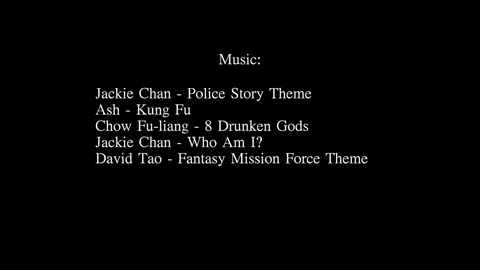 Music:
Jackie Chan - Police Story Theme
Ash - Kung Fu
Chow Fu-liang - 8 Drunken Gods
Jackie Chan - Who Am I?
David Tao - Fantasy Mission Force Theme